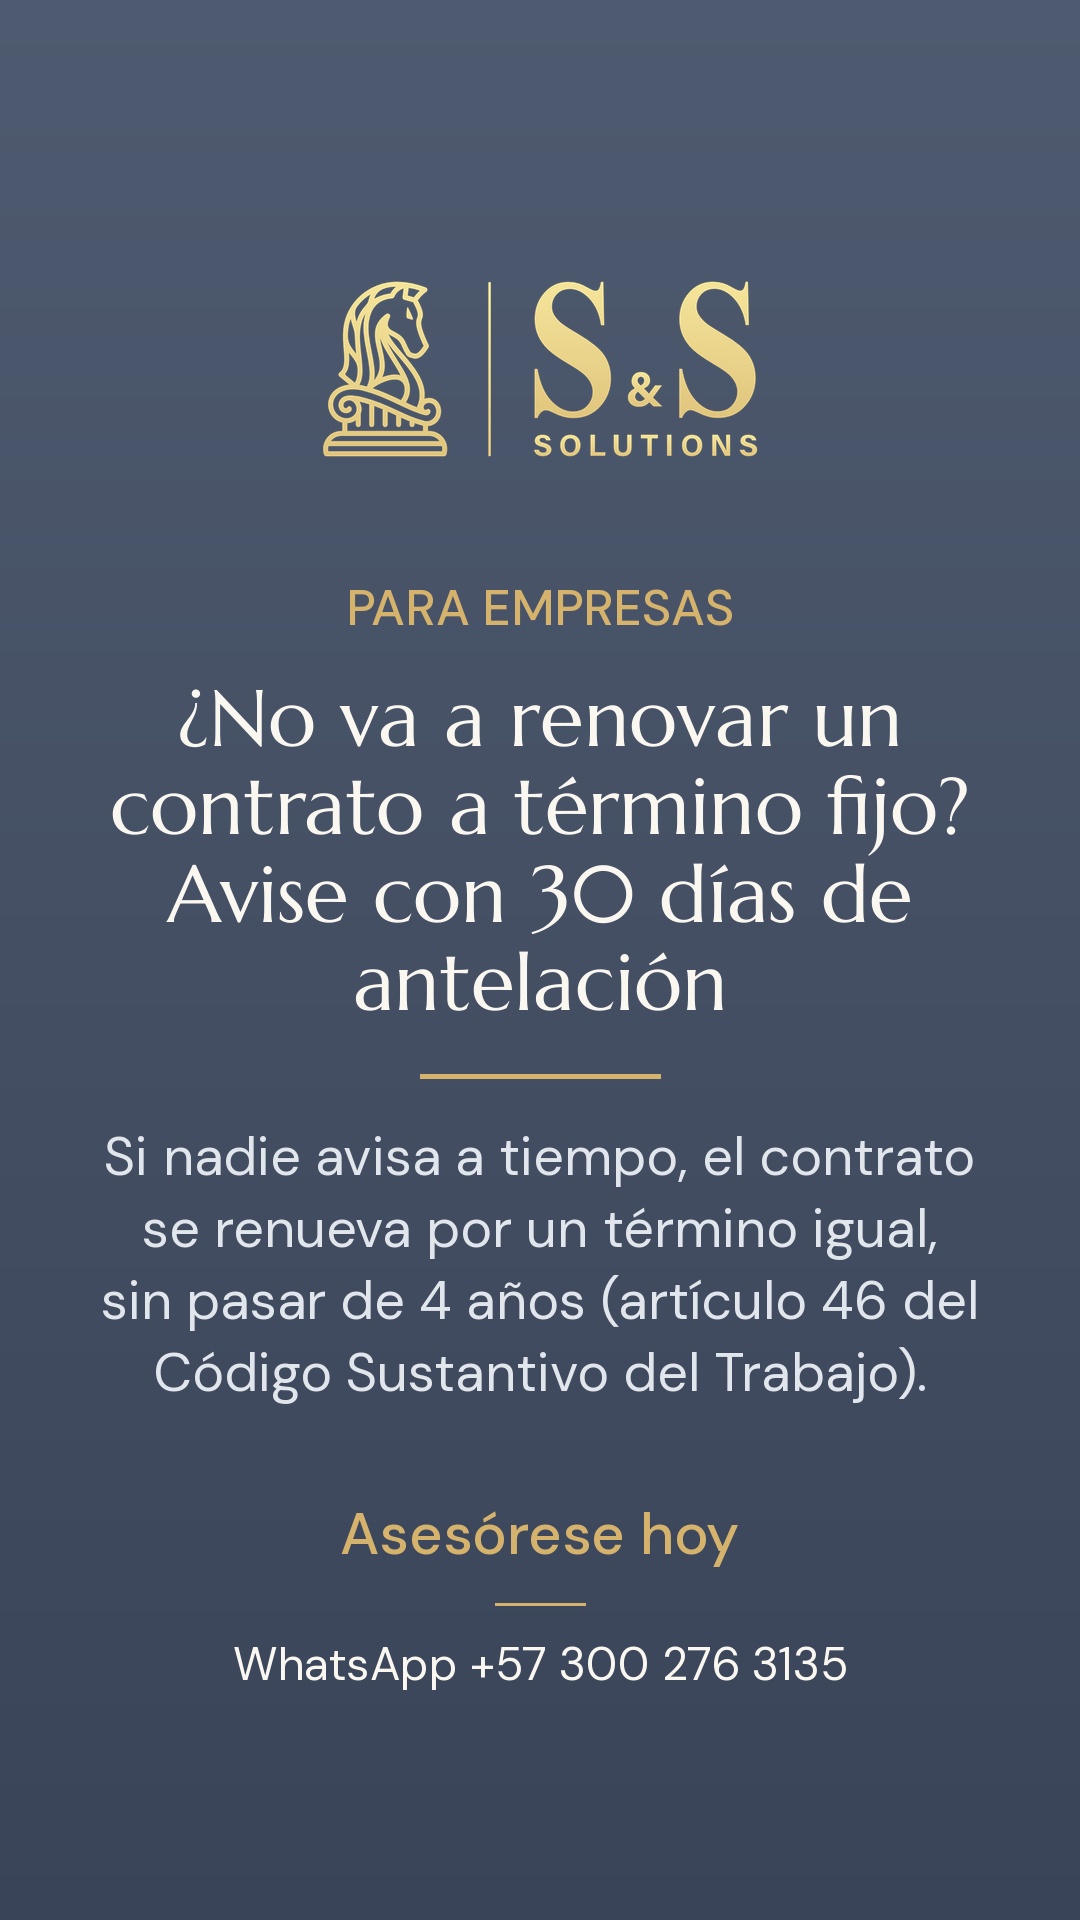 S&S
SOLUTIONS
PARA EMPRESAS
¿No va a renovar un
contrato a término fijo?
Avise con 30 días de
antelación
Si nadie avisa a tiempo, el contrato
se renueva por un término igual,
sin pasar de 4 años (artículo 46 del
Código Sustantivo del Trabajo).
Asesórese hoy
WhatsApp +57 300 276 3135